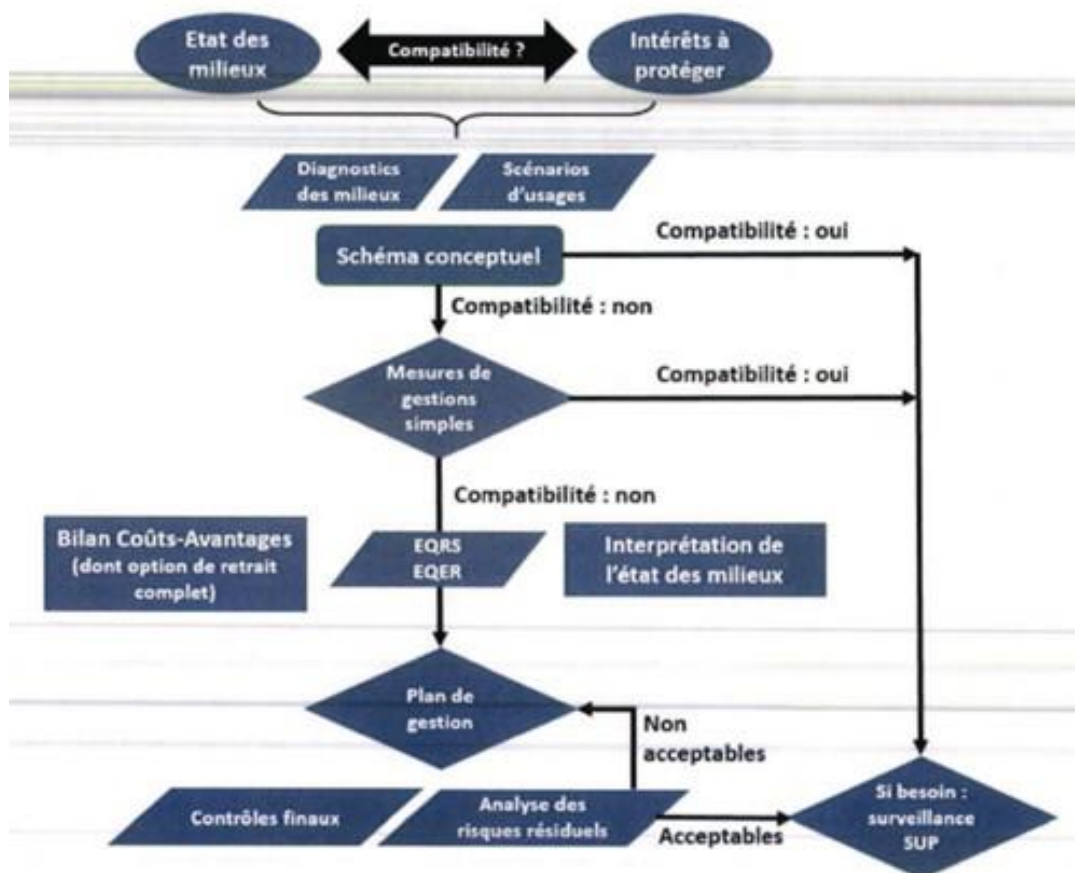 Etat des
milieux
Compatibilité ?
Intérêts à
protéger
Diagnostics
des milieux
Scénarios
d'usages
Compatibilité : oui
Schéma conceptuel
Compatibilité : non
Mesures de
gestions
simples
Compatibilité : oui
Compatibilité : non
Bilan Coûts-Avantages
(dont option de retrait
complet)
EQRS
EQER
Interprétation de
l'état des milieux
Plan de
gestion
Non
acceptables
Contrôles finaux
Analyse des
risques résiduels
Acceptables
Si besoin :
surveillance
SUP